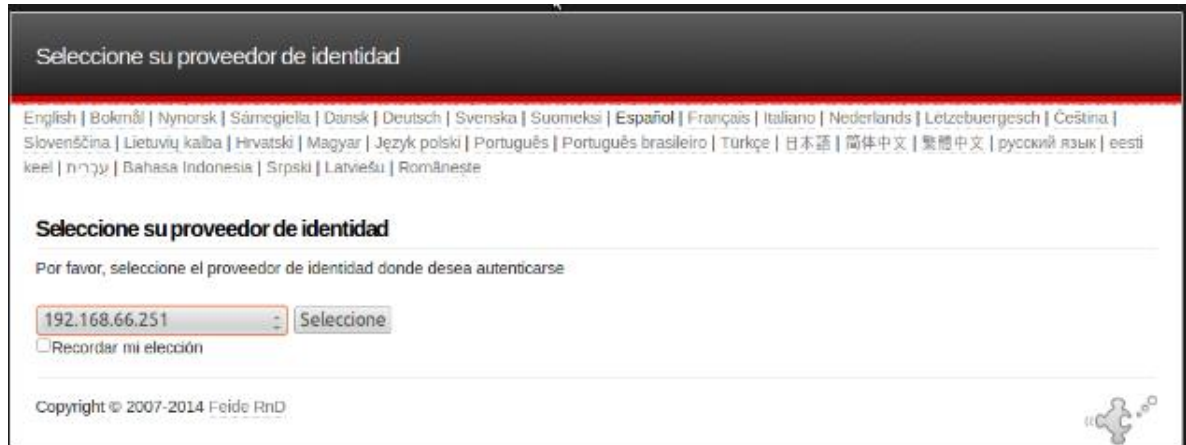 Seleccione su proveedor de identidad
English | Bokmål | Nynorsk | Sámegiella | Dansk | Deutsch | Svenska | Suomeksi | Español | Français | Italiano | Nederlands | Lëtzebuergesch | Čeština |
Slovenščina | Lietuvių kalba | Hrvatski | Magyar | Język polski | Português | Português brasileiro | Türkçe | 日本語 | 简体中文 | 繁體中文 | русский язык | eesti
keel | עִבְרִית | Bahasa Indonesia | Srpski | Latviešu | Românește
Seleccione su proveedor de identidad
Por favor, seleccione el proveedor de identidad donde desea autenticarse
192.168.66.251 Seleccione
Recordar mi elección
Copyright © 2007-2014 Feide RnD